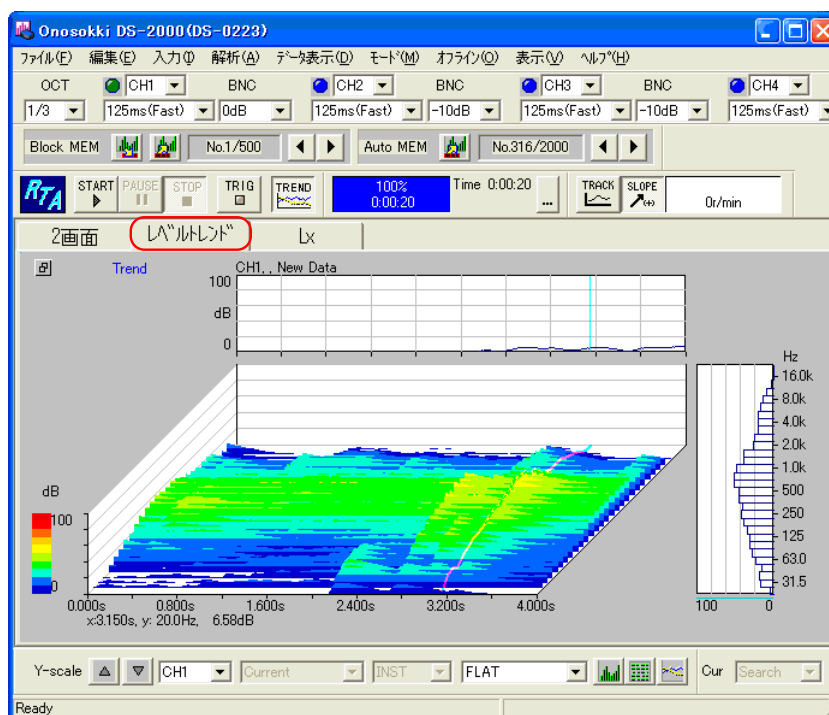 Onosokki DS-2000(DS-0223)
ファイル(F) 編集(E) 入力(I) 解析(A) データ表示(D) モード(M) オフライン(O) 表示(V) ヘルプ(H)
OCT CH1 BNC CH2 BNC CH3 BNC CH4
1/3 125ms(Fast) 0dB 125ms(Fast) -10dB 125ms(Fast) -10dB 125ms(Fast)
Block MEM No.1/500 Auto MEM No.316/2000
RTA START PAUSE STOP TRIG TREND 100% 0:00:20 Time 0:00:20 ... TRACK SLOPE (+) 0r/min
2画面 レベルトレンド Lx
Trend CH1, , New Data
100
dB
0
Hz
16.0k
8.0k
4.0k
2.0k
1.0k
500
250
125
63.0
31.5
100 0
dB
100
0
0.000s 0.800s 1.600s 2.400s 3.200s 4.000s
x:3.150s, y: 20.0Hz, 6.58dB
Y-scale CH1 Current INST FLAT Cur Search
Ready